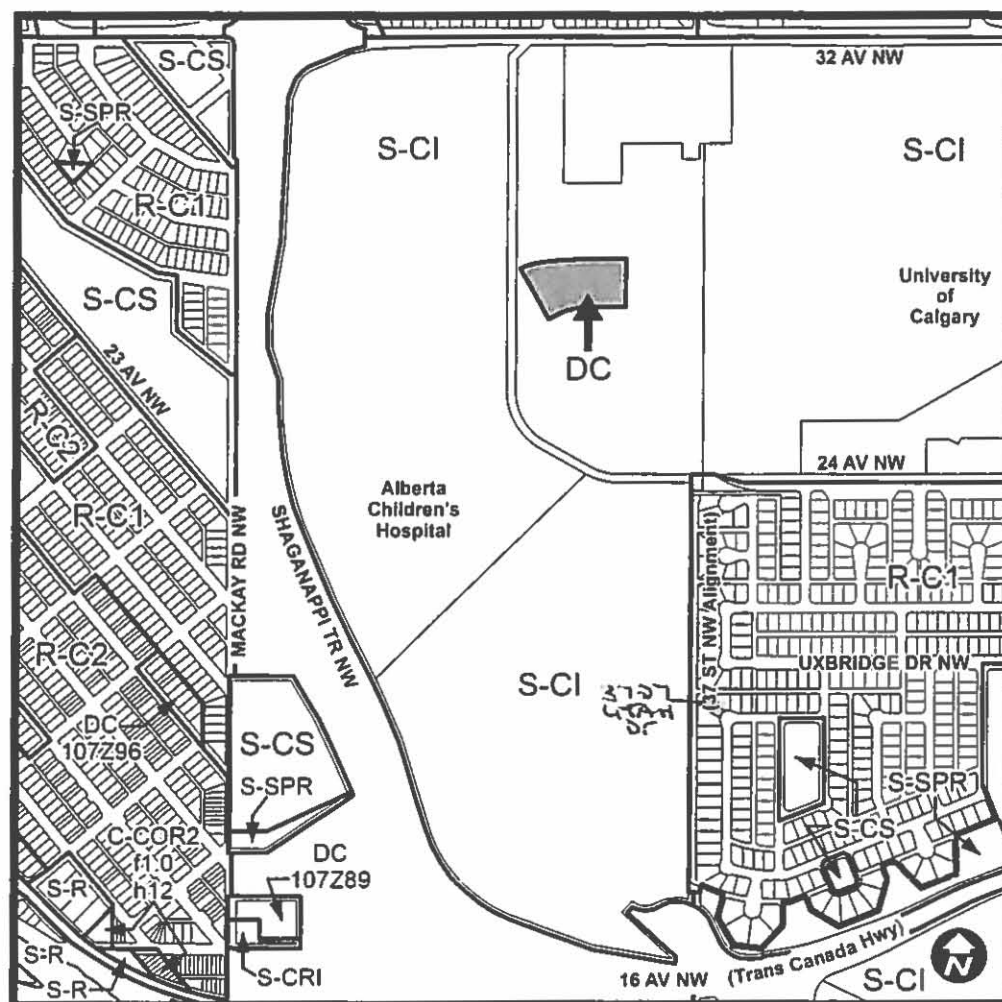 S-CS
32 AV NW
S-SPR
S-CI
S-CI
R-C1
University
of
Calgary
S-CS
DC
23 AV NW
R-C2
24 AV NW
Alberta
Children's
Hospital
R-C1
MACKAY RD NW
SHAGANAPPI TR NW
(37 ST NW Alignment)
R-C1
R-C2
UXBRIDGE DR NW
S-CI
3707
DC
107Z96
S-CS
S-SPR
S-SPR
S-CS
C-COR2
f1.0
h12
DC
107Z89
S-R
S-R
S-R
S-CRI
16 AV NW
(Trans Canada Hwy)
S-CI
N